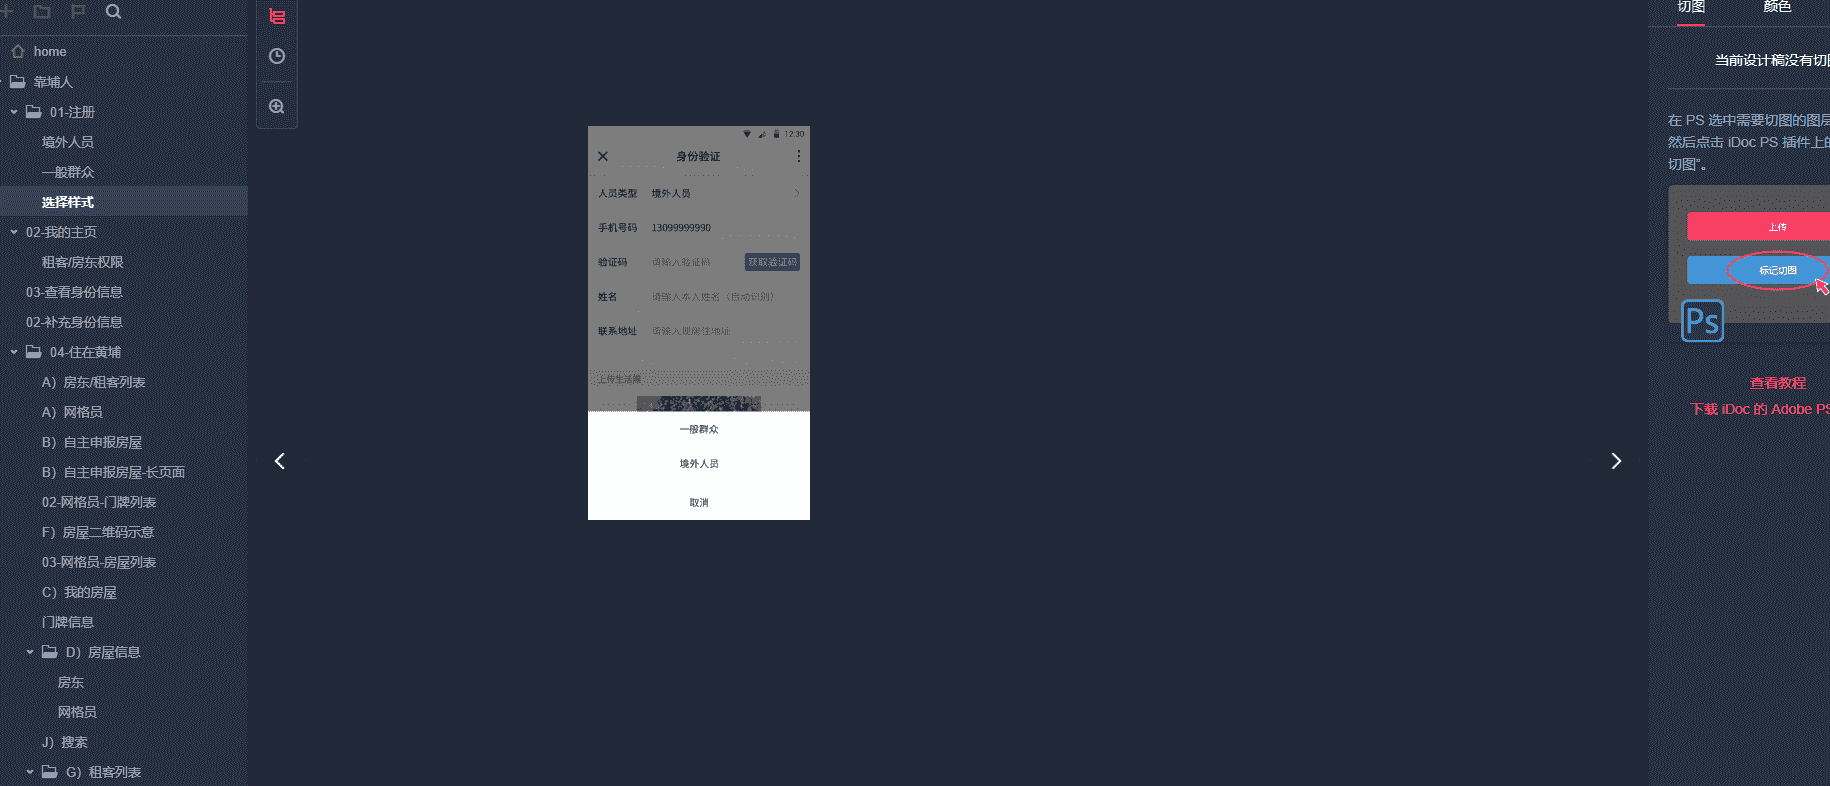 home
靠埔人
01-注册
境外人员
一般群众
选择样式
02-我的主页
租客/房东权限
03-查看身份信息
02-补充身份信息
04-住在黄埔
A）房东/租客列表
A）网格员
B）自主申报房屋
B）自主申报房屋-长页面
02-网格员-门牌列表
F）房屋二维码示意
03-网格员-房屋列表
C）我的房屋
门牌信息
D）房屋信息
房东
网格员
J）搜索
G）租客列表
12:30
身份验证
人员类型 境外人员
手机号码 13099999990
验证码 请输入验证码 获取验证码
姓名 请输入本人姓名（自动识别）
联系地址 请输入现居住地址
上传生活照
一般群众
境外人员
取消
切图 颜色
当前设计稿没有切图
在 PS 选中需要切图的图层
然后点击 iDoc PS 插件上的
切图”。
上传
标记切图
Ps
查看教程
下载 iDoc 的 Adobe PS